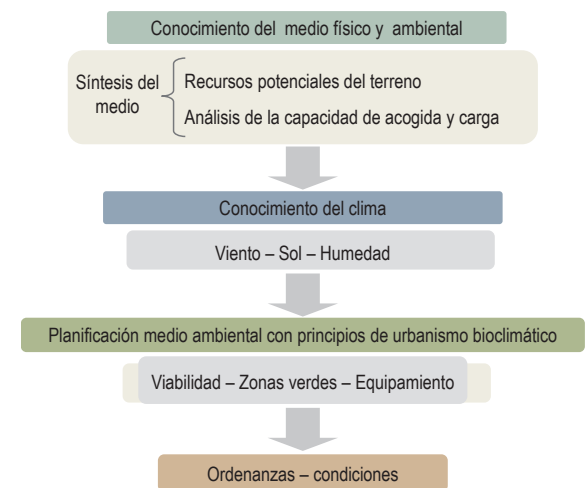 Conocimiento del medio físico y ambiental
Síntesis del
medio
Recursos potenciales del terreno
Análisis de la capacidad de acogida y carga
Conocimiento del clima
Viento – Sol – Humedad
Planificación medio ambiental con principios de urbanismo bioclimático
Viabilidad – Zonas verdes – Equipamiento
Ordenanzas – condiciones